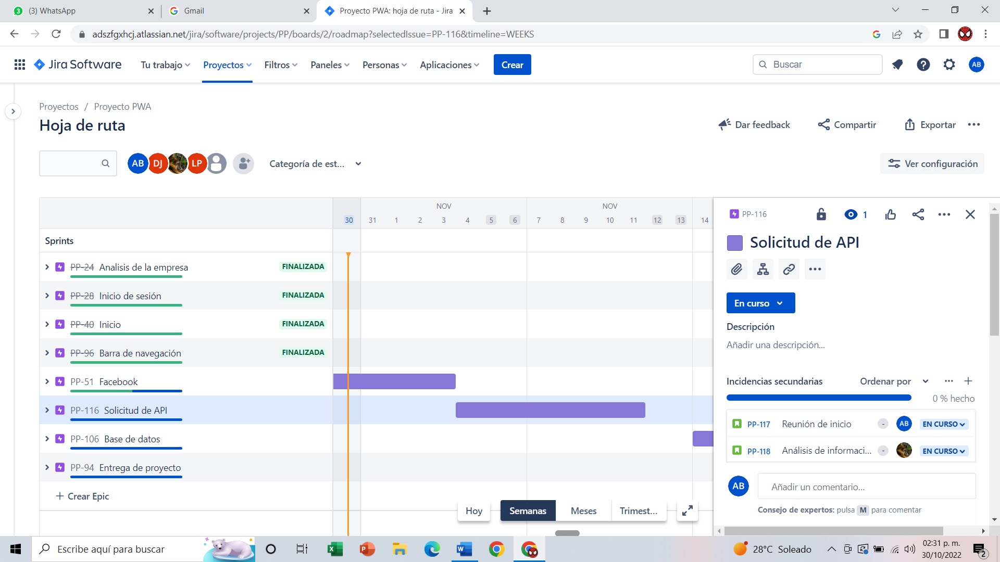 (3) WhatsApp
Gmail
Proyecto PWA: hoja de ruta - Jira
adszfgxhcj.atlassian.net/jira/software/projects/PP/boards/2/roadmap?selectedIssue=PP-116&timeline=WEEKS
Jira Software Tu trabajo Proyectos Filtros Paneles Personas Aplicaciones Crear Buscar AB
Proyectos / Proyecto PWA
Hoja de ruta
Dar feedback Compartir Exportar
AB DJ LP Categoría de est... Ver configuración
NOV NOV
30 31 1 2 3 4 5 6 7 8 9 10 11 12 13 14
Sprints
PP-24 Analisis de la empresa FINALIZADA
PP-28 Inicio de sesión FINALIZADA
PP-40 Inicio FINALIZADA
PP-96 Barra de navegación FINALIZADA
PP-51 Facebook
PP-116 Solicitud de API
PP-106 Base de datos
PP-94 Entrega de proyecto
+ Crear Epic
Hoy Semanas Meses Trimest...
PP-116 1
Solicitud de API
En curso
Descripción
Añadir una descripción...
Incidencias secundarias Ordenar por
0 % hecho
PP-117 Reunión de inicio - AB EN CURSO
PP-118 Análisis de informaci... - EN CURSO
AB Añadir un comentario...
Consejo de expertos: pulsa M para comentar
Escribe aquí para buscar
28°C Soleado
02:31 p. m.
30/10/2022
2